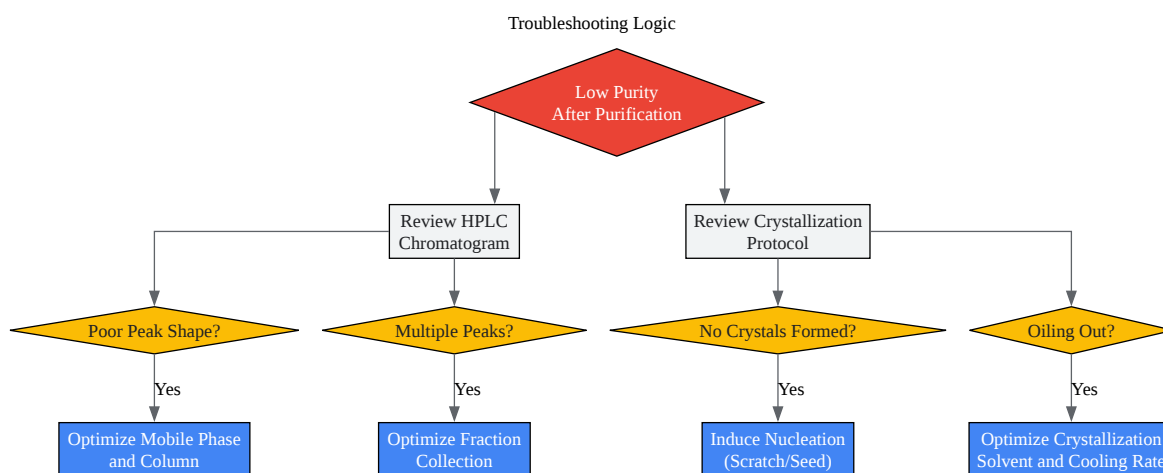 Troubleshooting Logic
Low Purity
After Purification
Review HPLC
Chromatogram
Review Crystallization
Protocol
Poor Peak Shape?
Multiple Peaks?
No Crystals Formed?
Oiling Out?
Yes
Yes
Yes
Yes
Optimize Mobile Phase
and Column
Optimize Fraction
Collection
Induce Nucleation
(Scratch/Seed)
Optimize Crystallization
Solvent and Cooling Rate